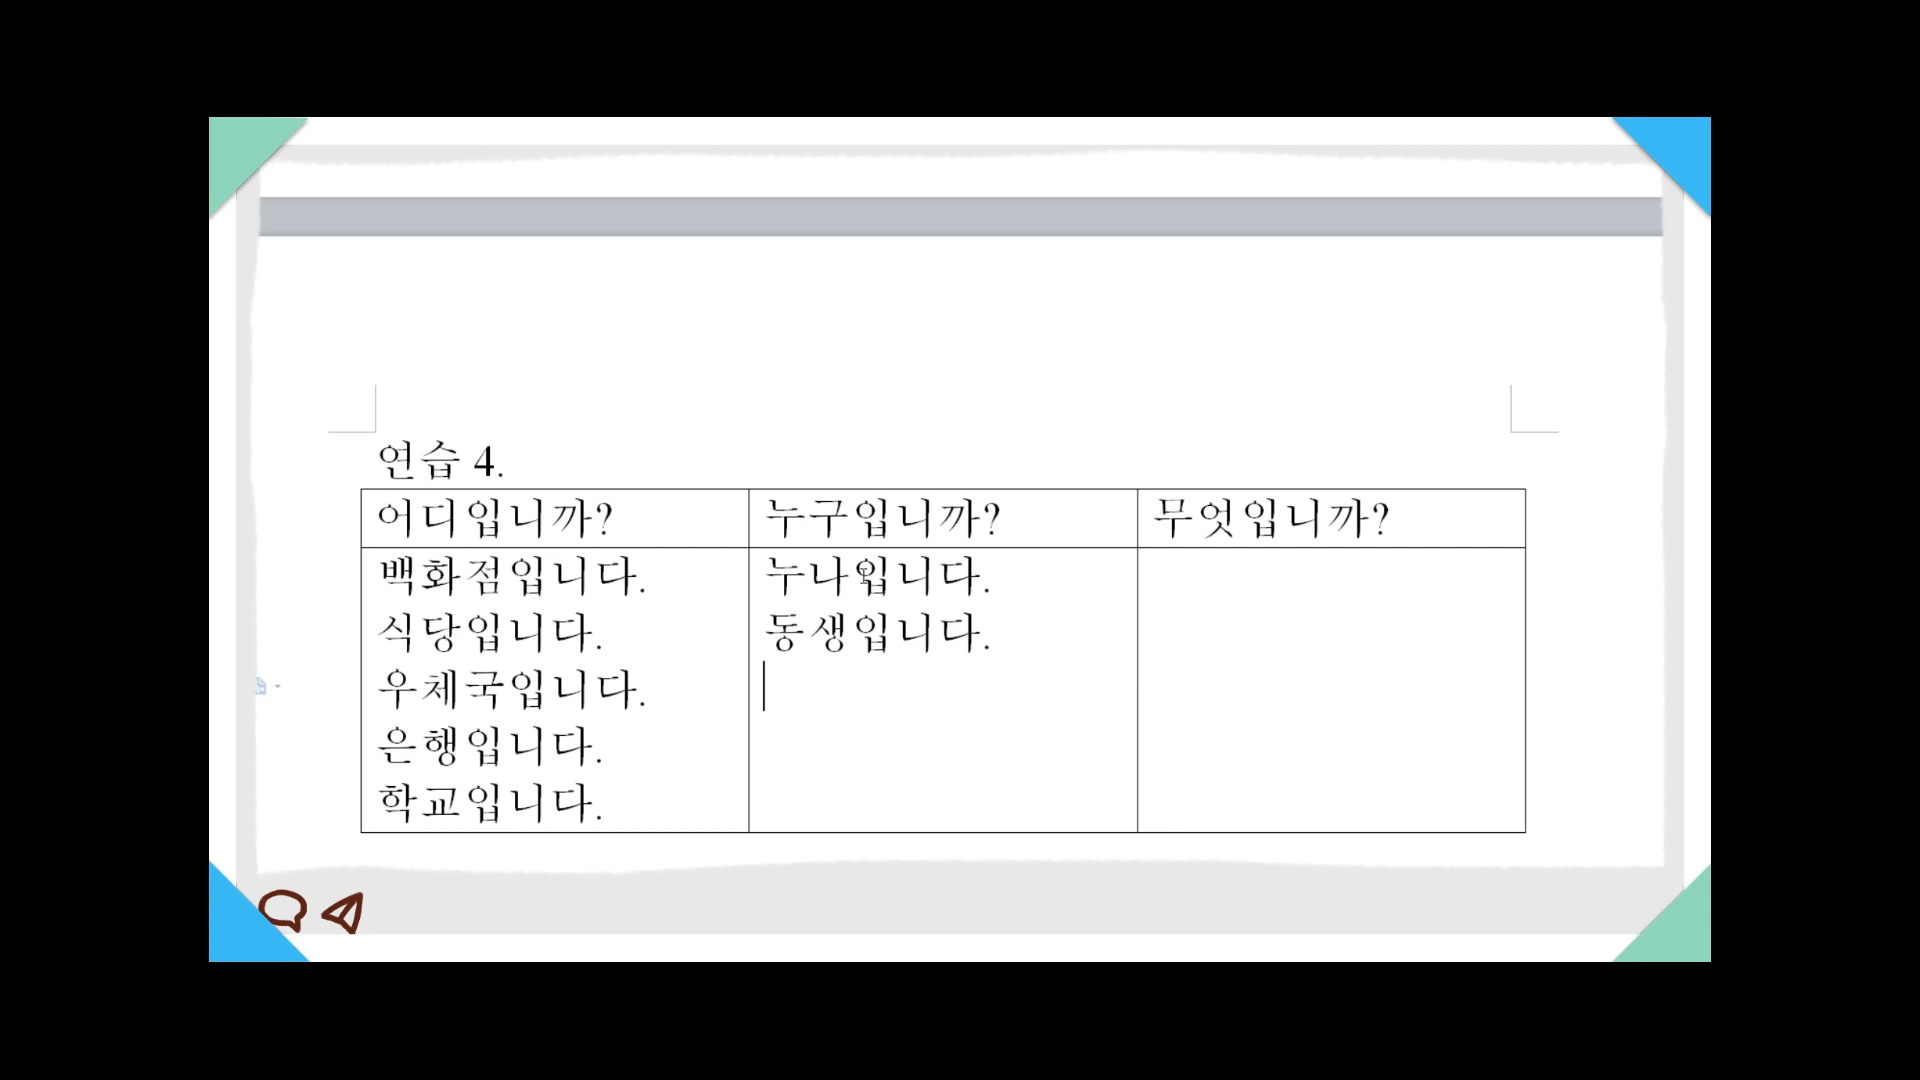 연습 4.
어디입니까? 누구입니까? 무엇입니까?
백화점입니다. 누나입니다.
식당입니다. 동생입니다.
우체국입니다.
은행입니다.
학교입니다.